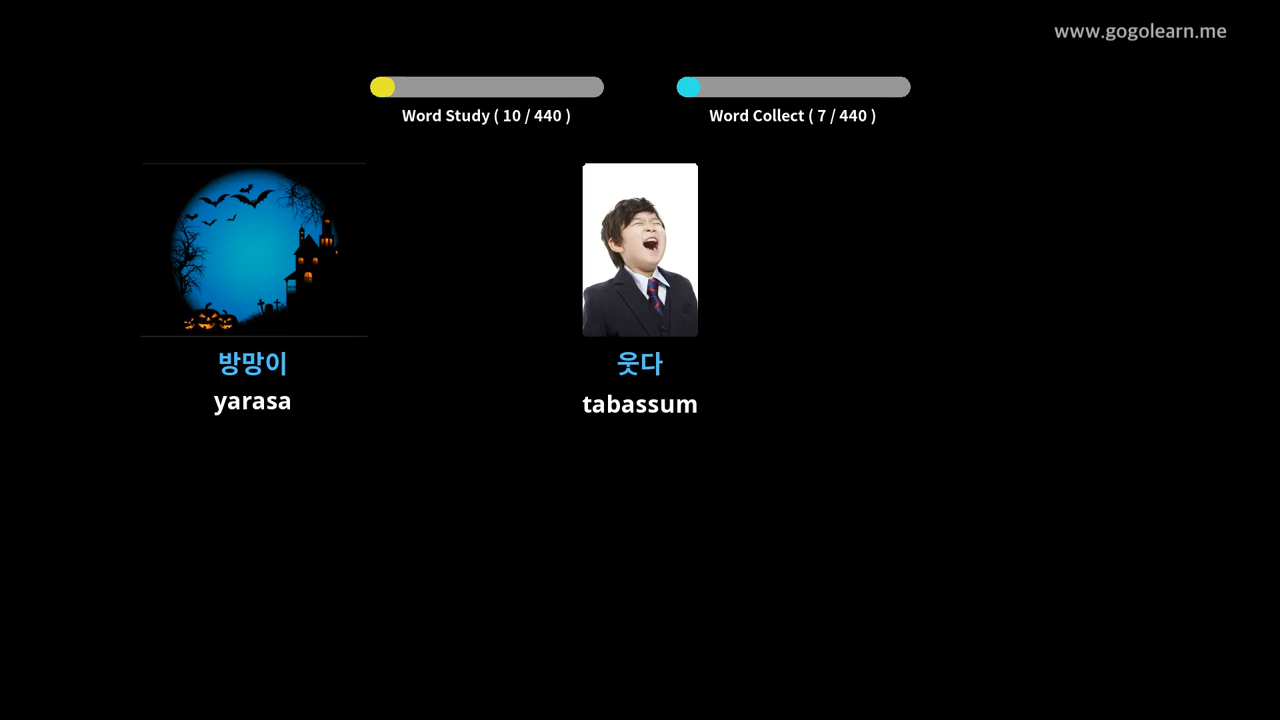 www.gogolearn.me
Word Study ( 10 / 440 )
Word Collect ( 7 / 440 )
방망이
yarasa
웃다
tabassum